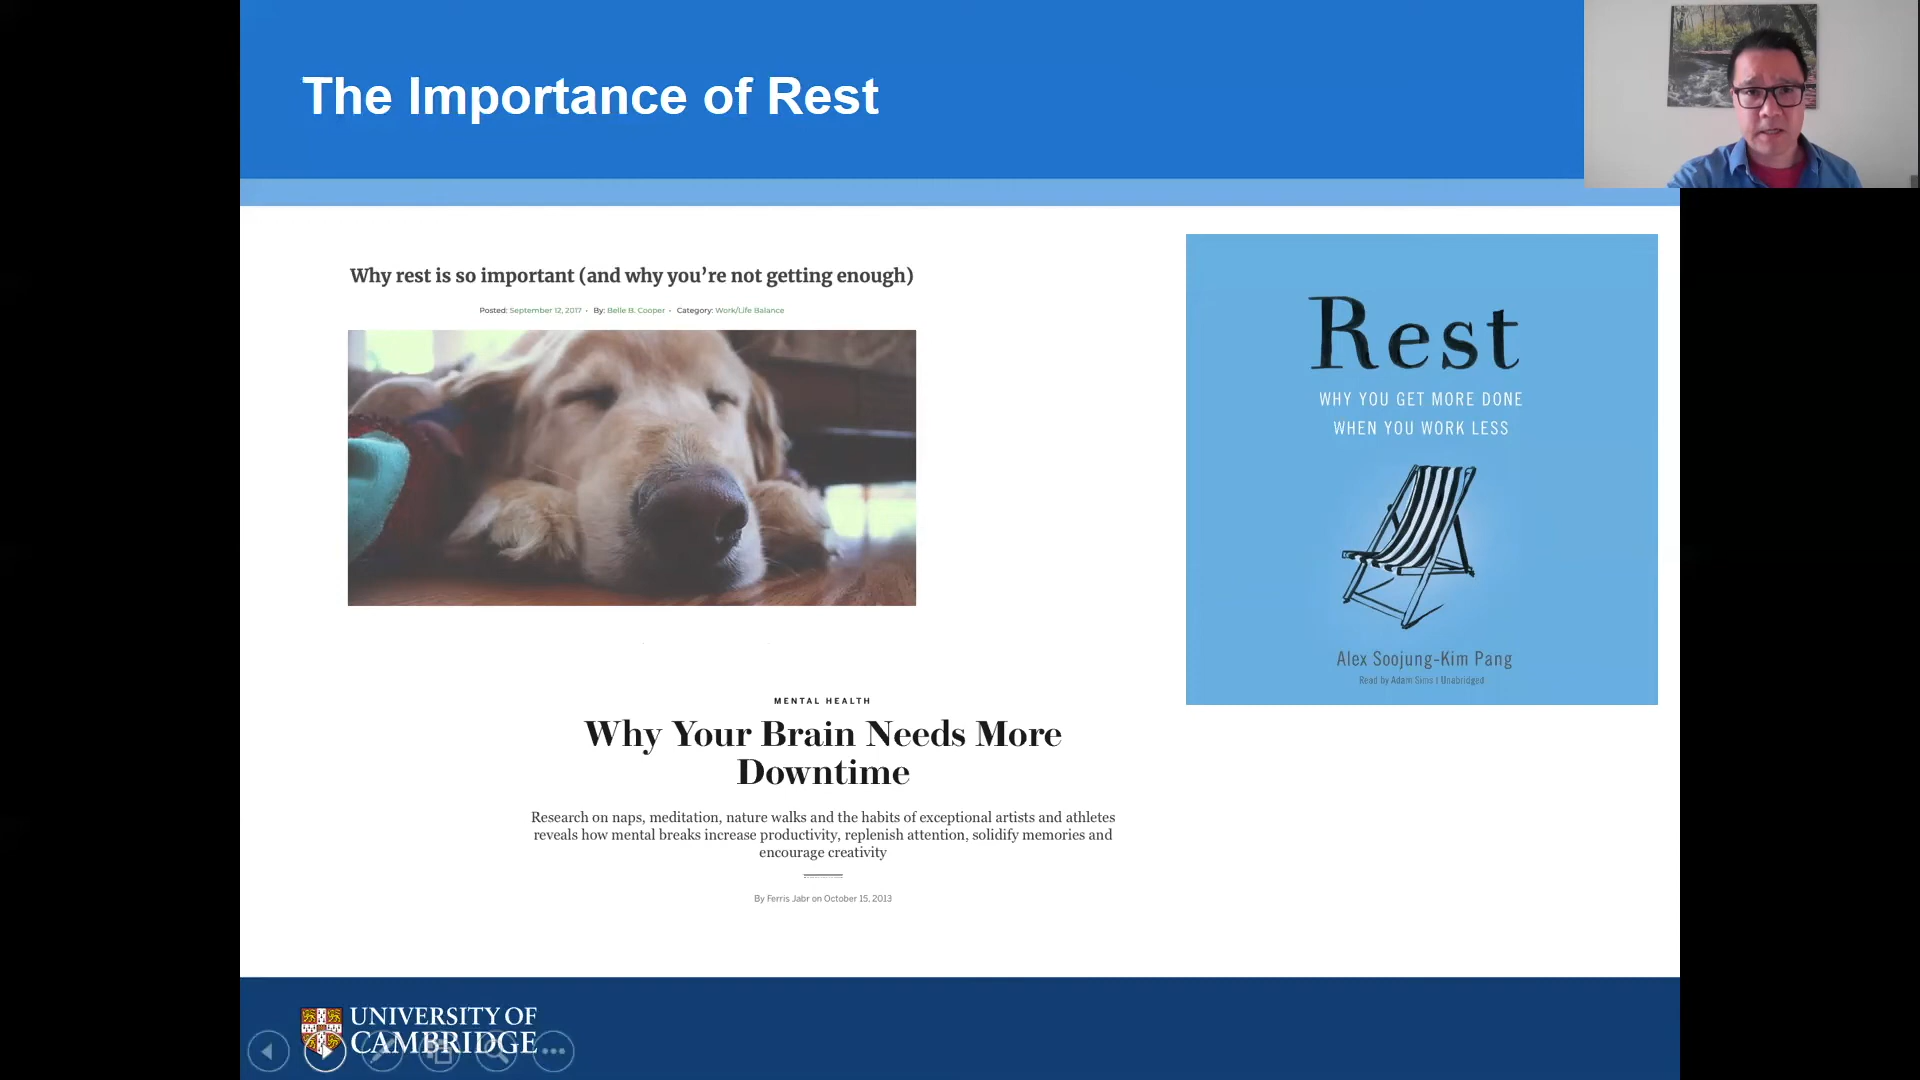 The Importance of Rest
Why rest is so important (and why you’re not getting enough)
Posted: September 12, 2017 • By: Belle B. Cooper • Category: Work/Life Balance
Rest
WHY YOU GET MORE DONE
WHEN YOU WORK LESS
Alex Soojung-Kim Pang
Read by Adam Sims | Unabridged
MENTAL HEALTH
Why Your Brain Needs More
Downtime
Research on naps, meditation, nature walks and the habits of exceptional artists and athletes
reveals how mental breaks increase productivity, replenish attention, solidify memories and
encourage creativity
By Ferris Jabr on October 15, 2013
UNIVERSITY OF
CAMBRIDGE